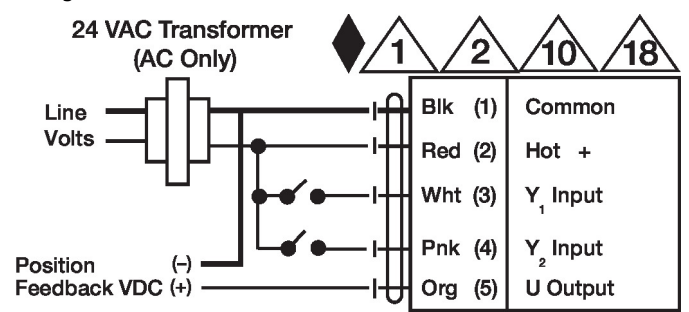 24 VAC Transformer
(AC Only)
1 2 10 18
Line
Volts
Blk (1) Common
Red (2) Hot +
Wht (3) Y1 Input
Pnk (4) Y2 Input
Position (–)
Feedback VDC (+)
Org (5) U Output